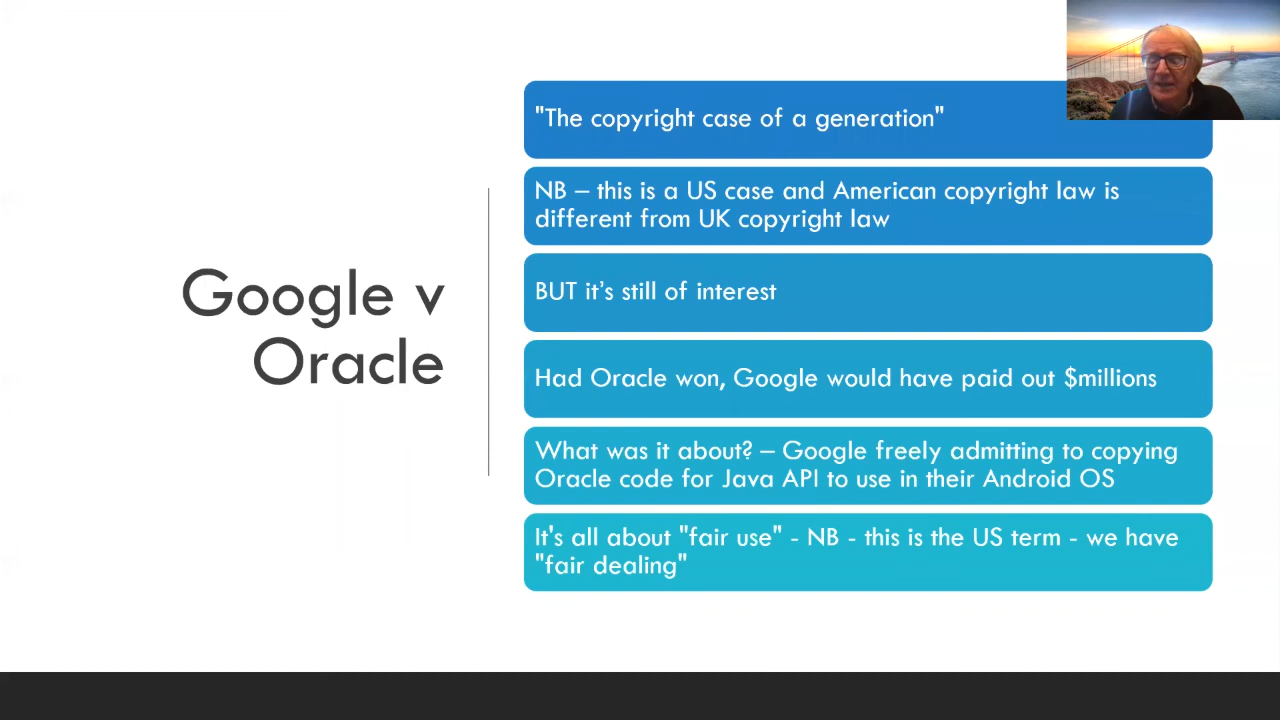 Google v
Oracle
"The copyright case of a generation"
NB – this is a US case and American copyright law is
different from UK copyright law
BUT it’s still of interest
Had Oracle won, Google would have paid out $millions
What was it about? – Google freely admitting to copying
Oracle code for Java API to use in their Android OS
It's all about "fair use" - NB - this is the US term - we have
"fair dealing"